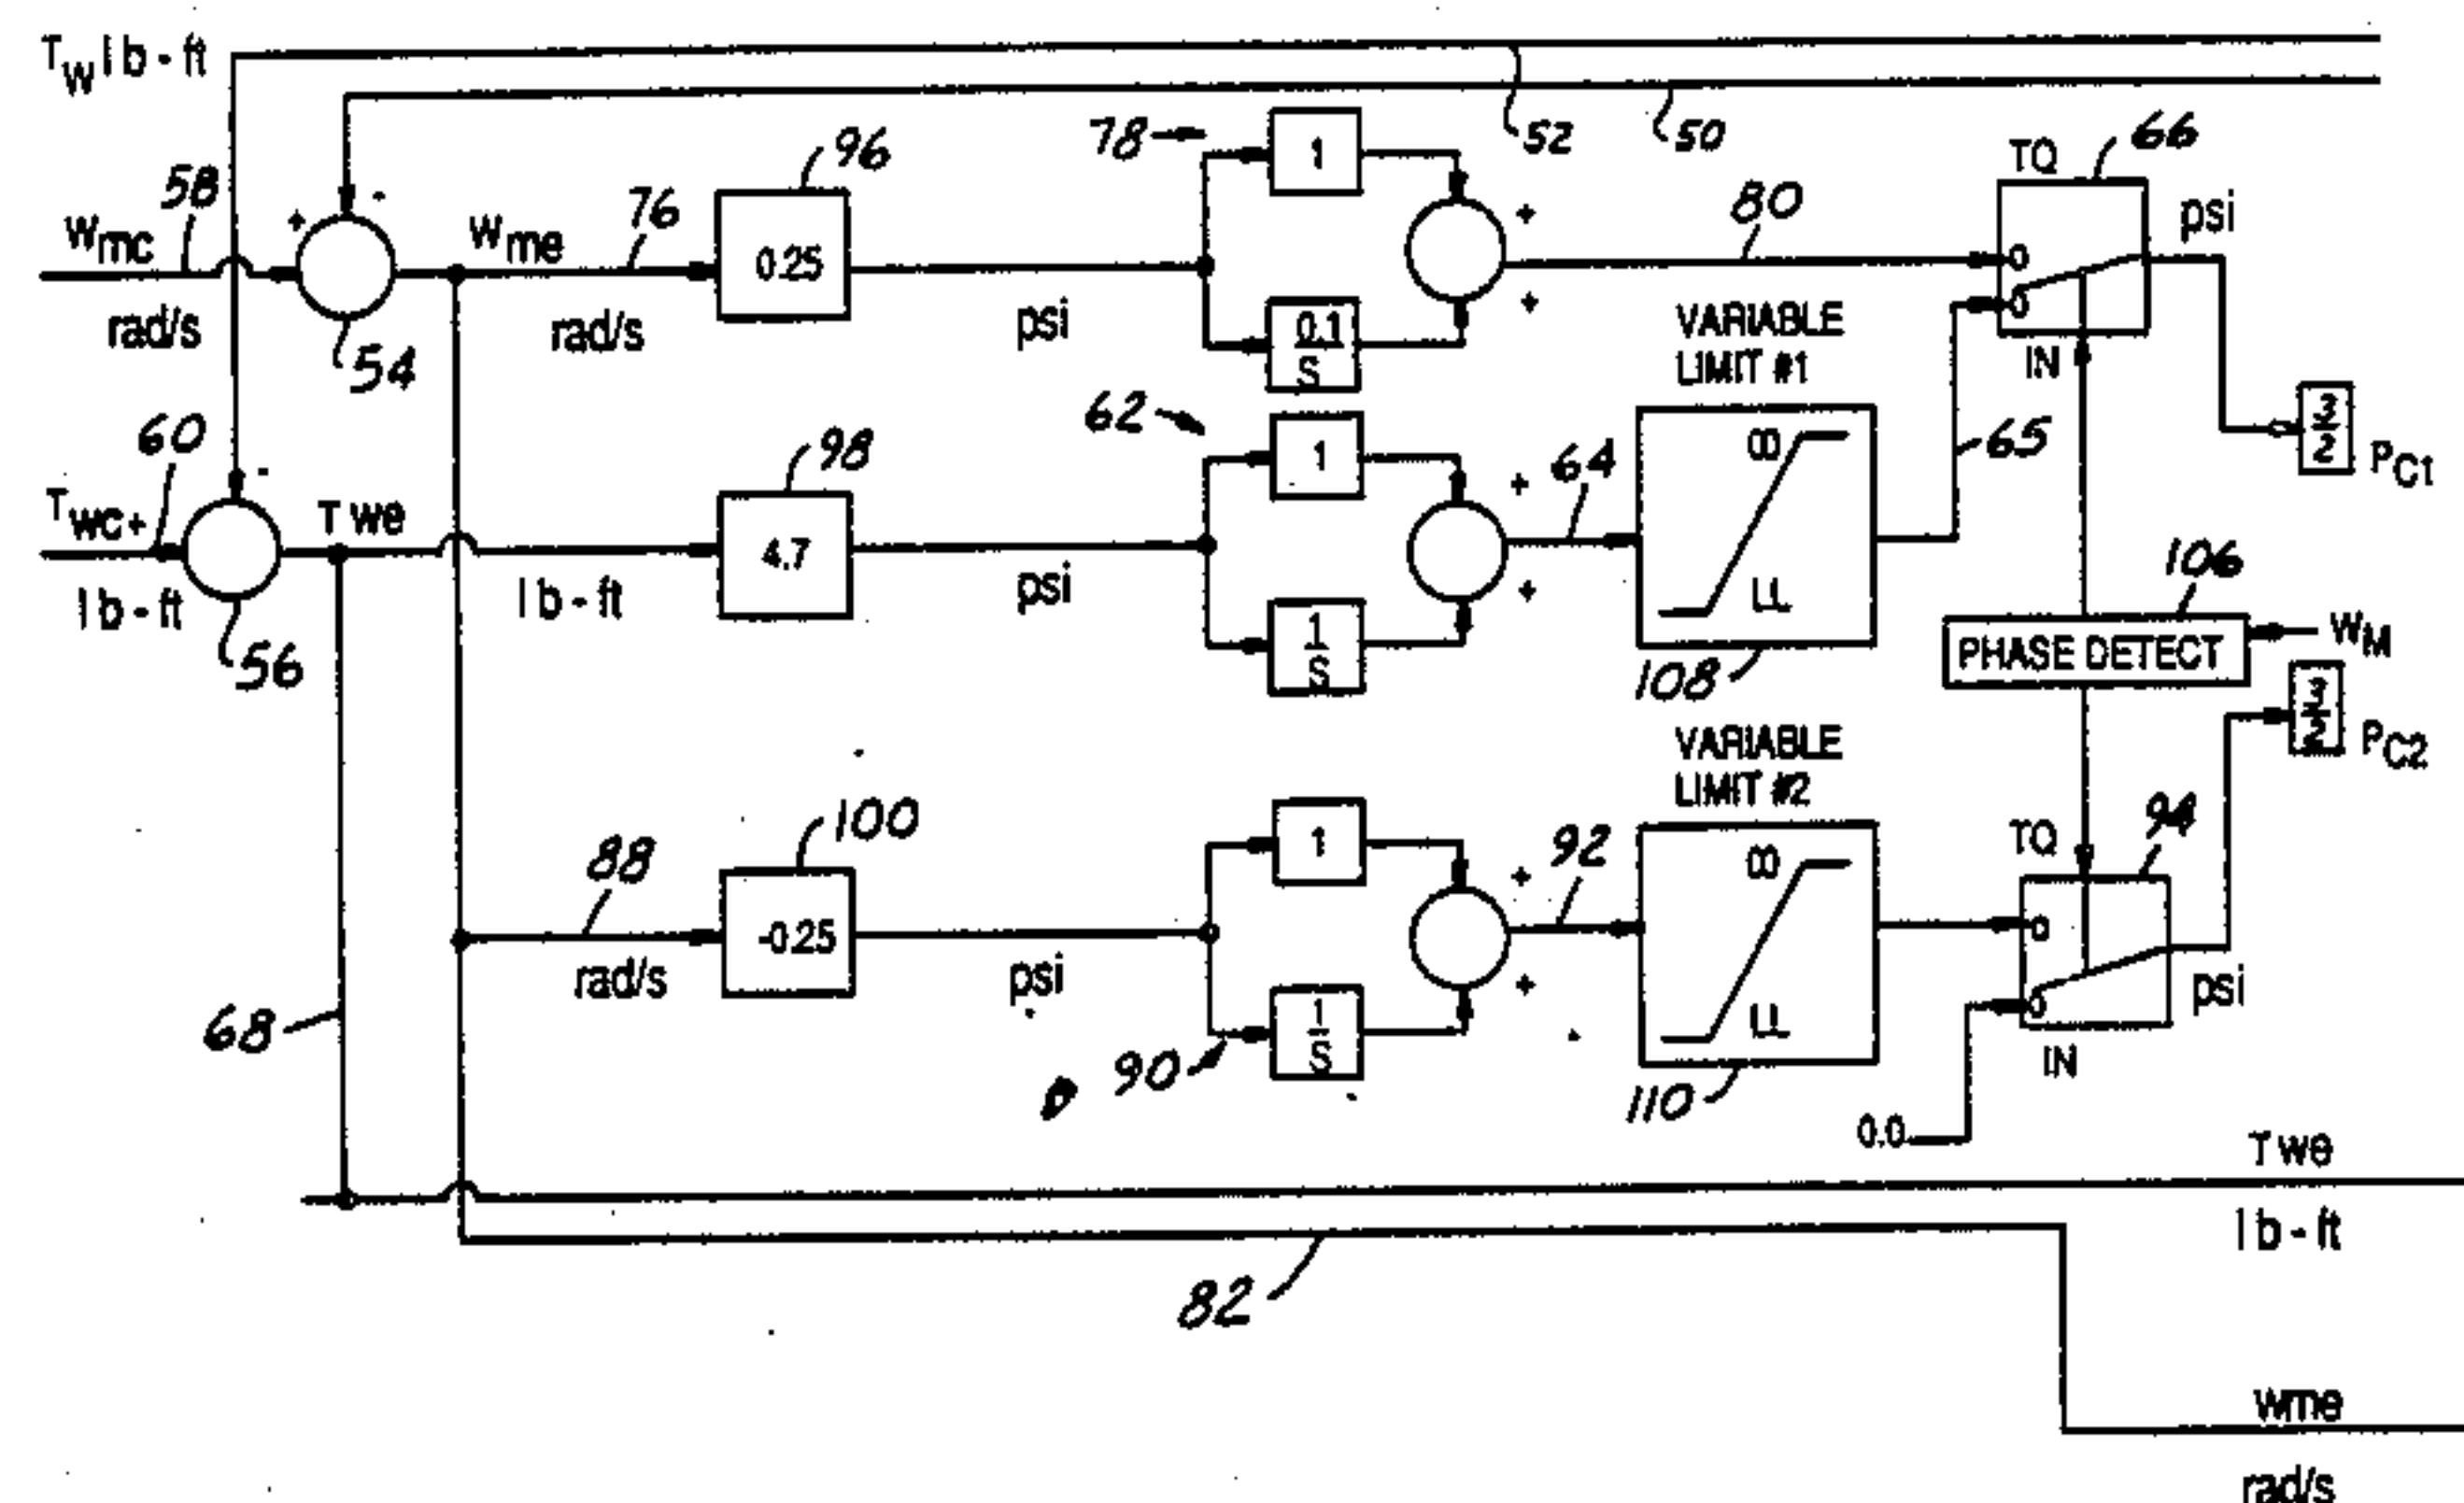 T_W lb-ft
52
50
78
1
96
TQ
66
58
+
-
76
w_mc
w_me
0.25
+
80
psi
rad/s
54
rad/s
psi
0.1
S
+
VARIABLE
LIMIT #1
IN
3
2
P_C1
62
1
60
-
98
+
64
65
T_wc+
T we
4.7
lb-ft
56
lb-ft
psi
1
S
+
LL
108
106
PHASE DETECT
W_M
3
2
P_C2
VARIABLE
LIMIT #2
100
88
1
+
92
TQ
94
-0.25
rad/s
psi
68
90
1
S
+
LL
110
psi
IN
0.0
T we
lb-ft
82
wme
rad/s